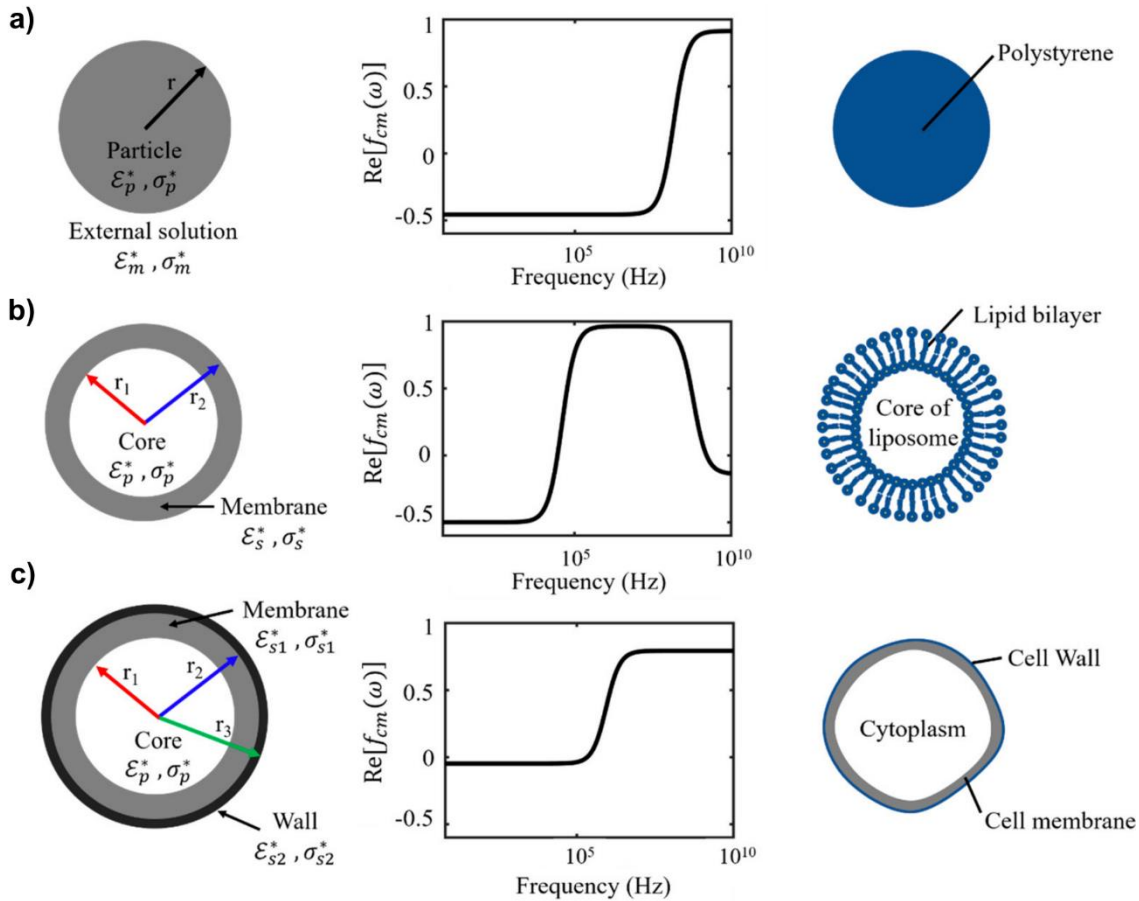 a)
r
Particle
ε*p , σ*p
External solution
ε*m , σ*m
Re[fcm(ω)]
1
0.5
0
-0.5
10^5
10^10
Frequency (Hz)
Polystyrene
b)
r1
r2
Core
ε*p , σ*p
Membrane
ε*s , σ*s
Re[fcm(ω)]
1
0.5
0
-0.5
10^5
10^10
Frequency (Hz)
Lipid bilayer
Core of
liposome
c)
Membrane
ε*s1 , σ*s1
r1
r2
r3
Core
ε*p , σ*p
Wall
ε*s2 , σ*s2
Re[fcm(ω)]
1
0.5
0
-0.5
10^5
10^10
Frequency (Hz)
Cell Wall
Cytoplasm
Cell membrane